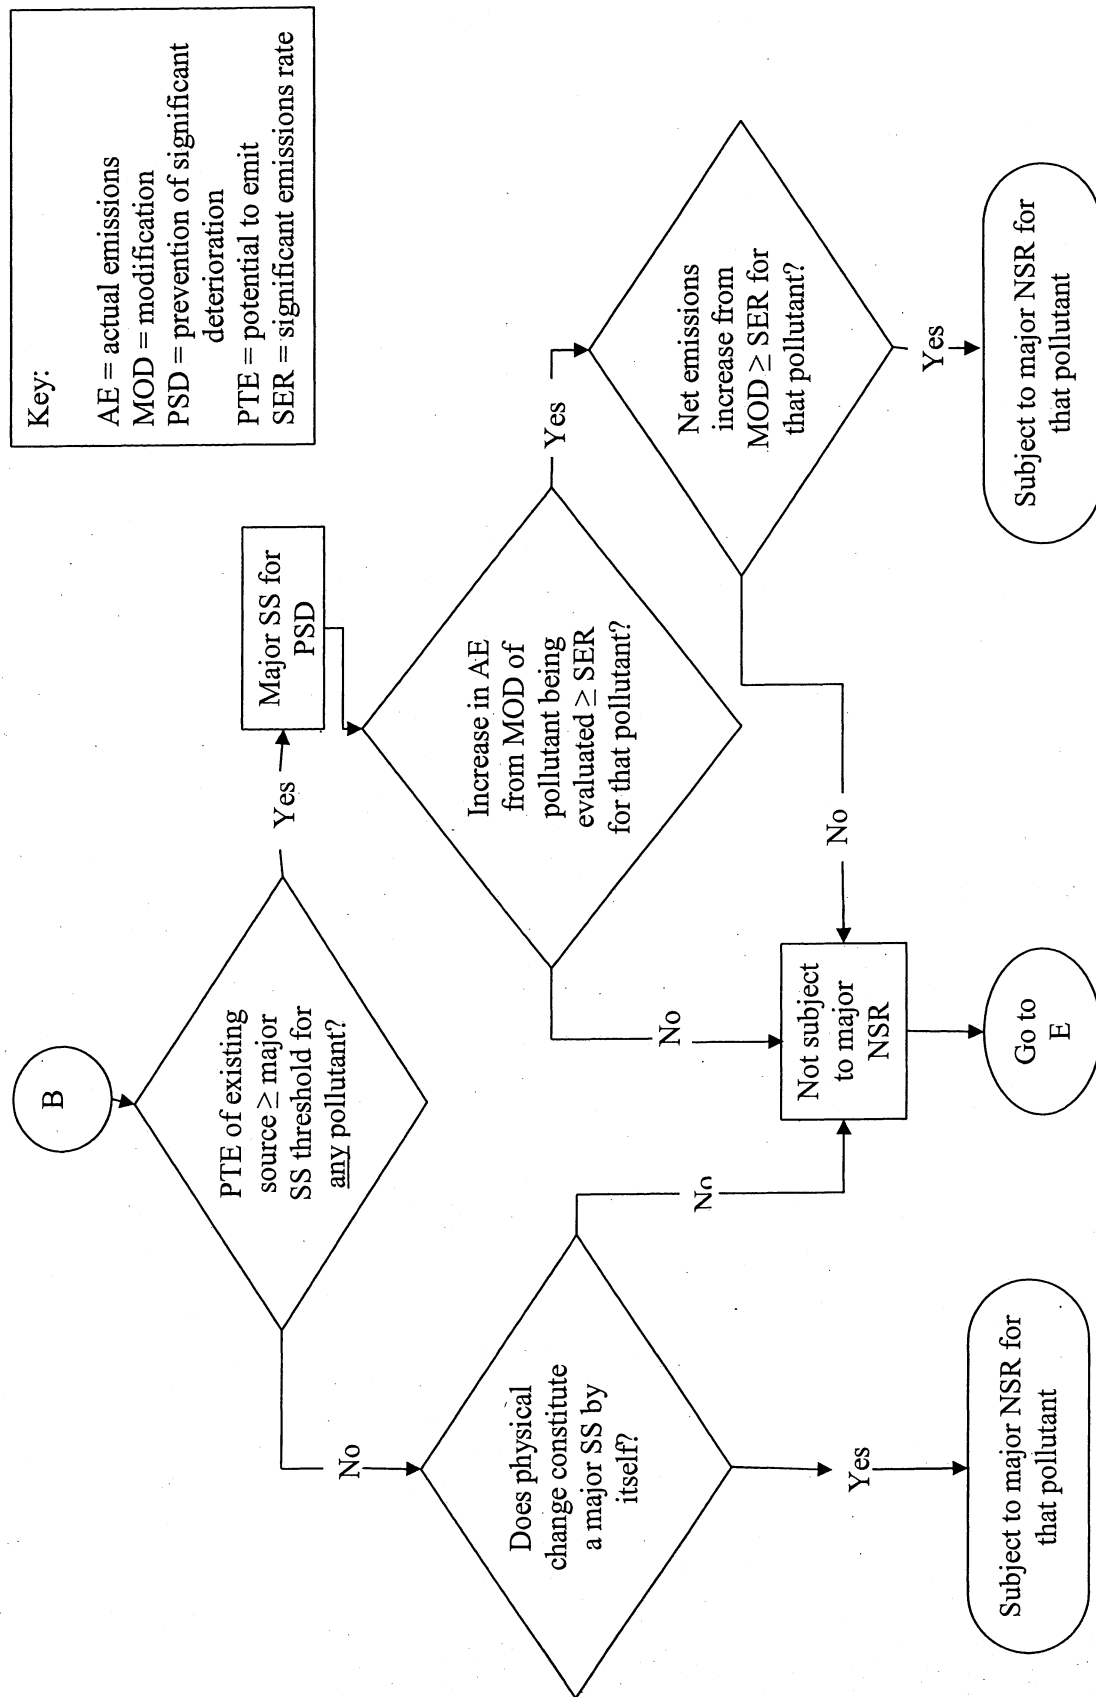 B
PTE of existing
source ≥ major
SS threshold for
any pollutant?
Yes
No
Major SS for
PSD
Key:
AE = actual emissions
MOD = modification
PSD = prevention of significant
deterioration
PTE = potential to emit
SER = significant emissions rate
Does physical
change constitute
a major SS by
itself?
No
Yes
Increase in AE
from MOD of
pollutant being
evaluated ≥ SER
for that pollutant?
No
Yes
Net emissions
increase from
MOD ≥ SER for
that pollutant?
No
Yes
Not subject
to major
NSR
Subject to major NSR for
that pollutant
Go to
E
Subject to major NSR for
that pollutant